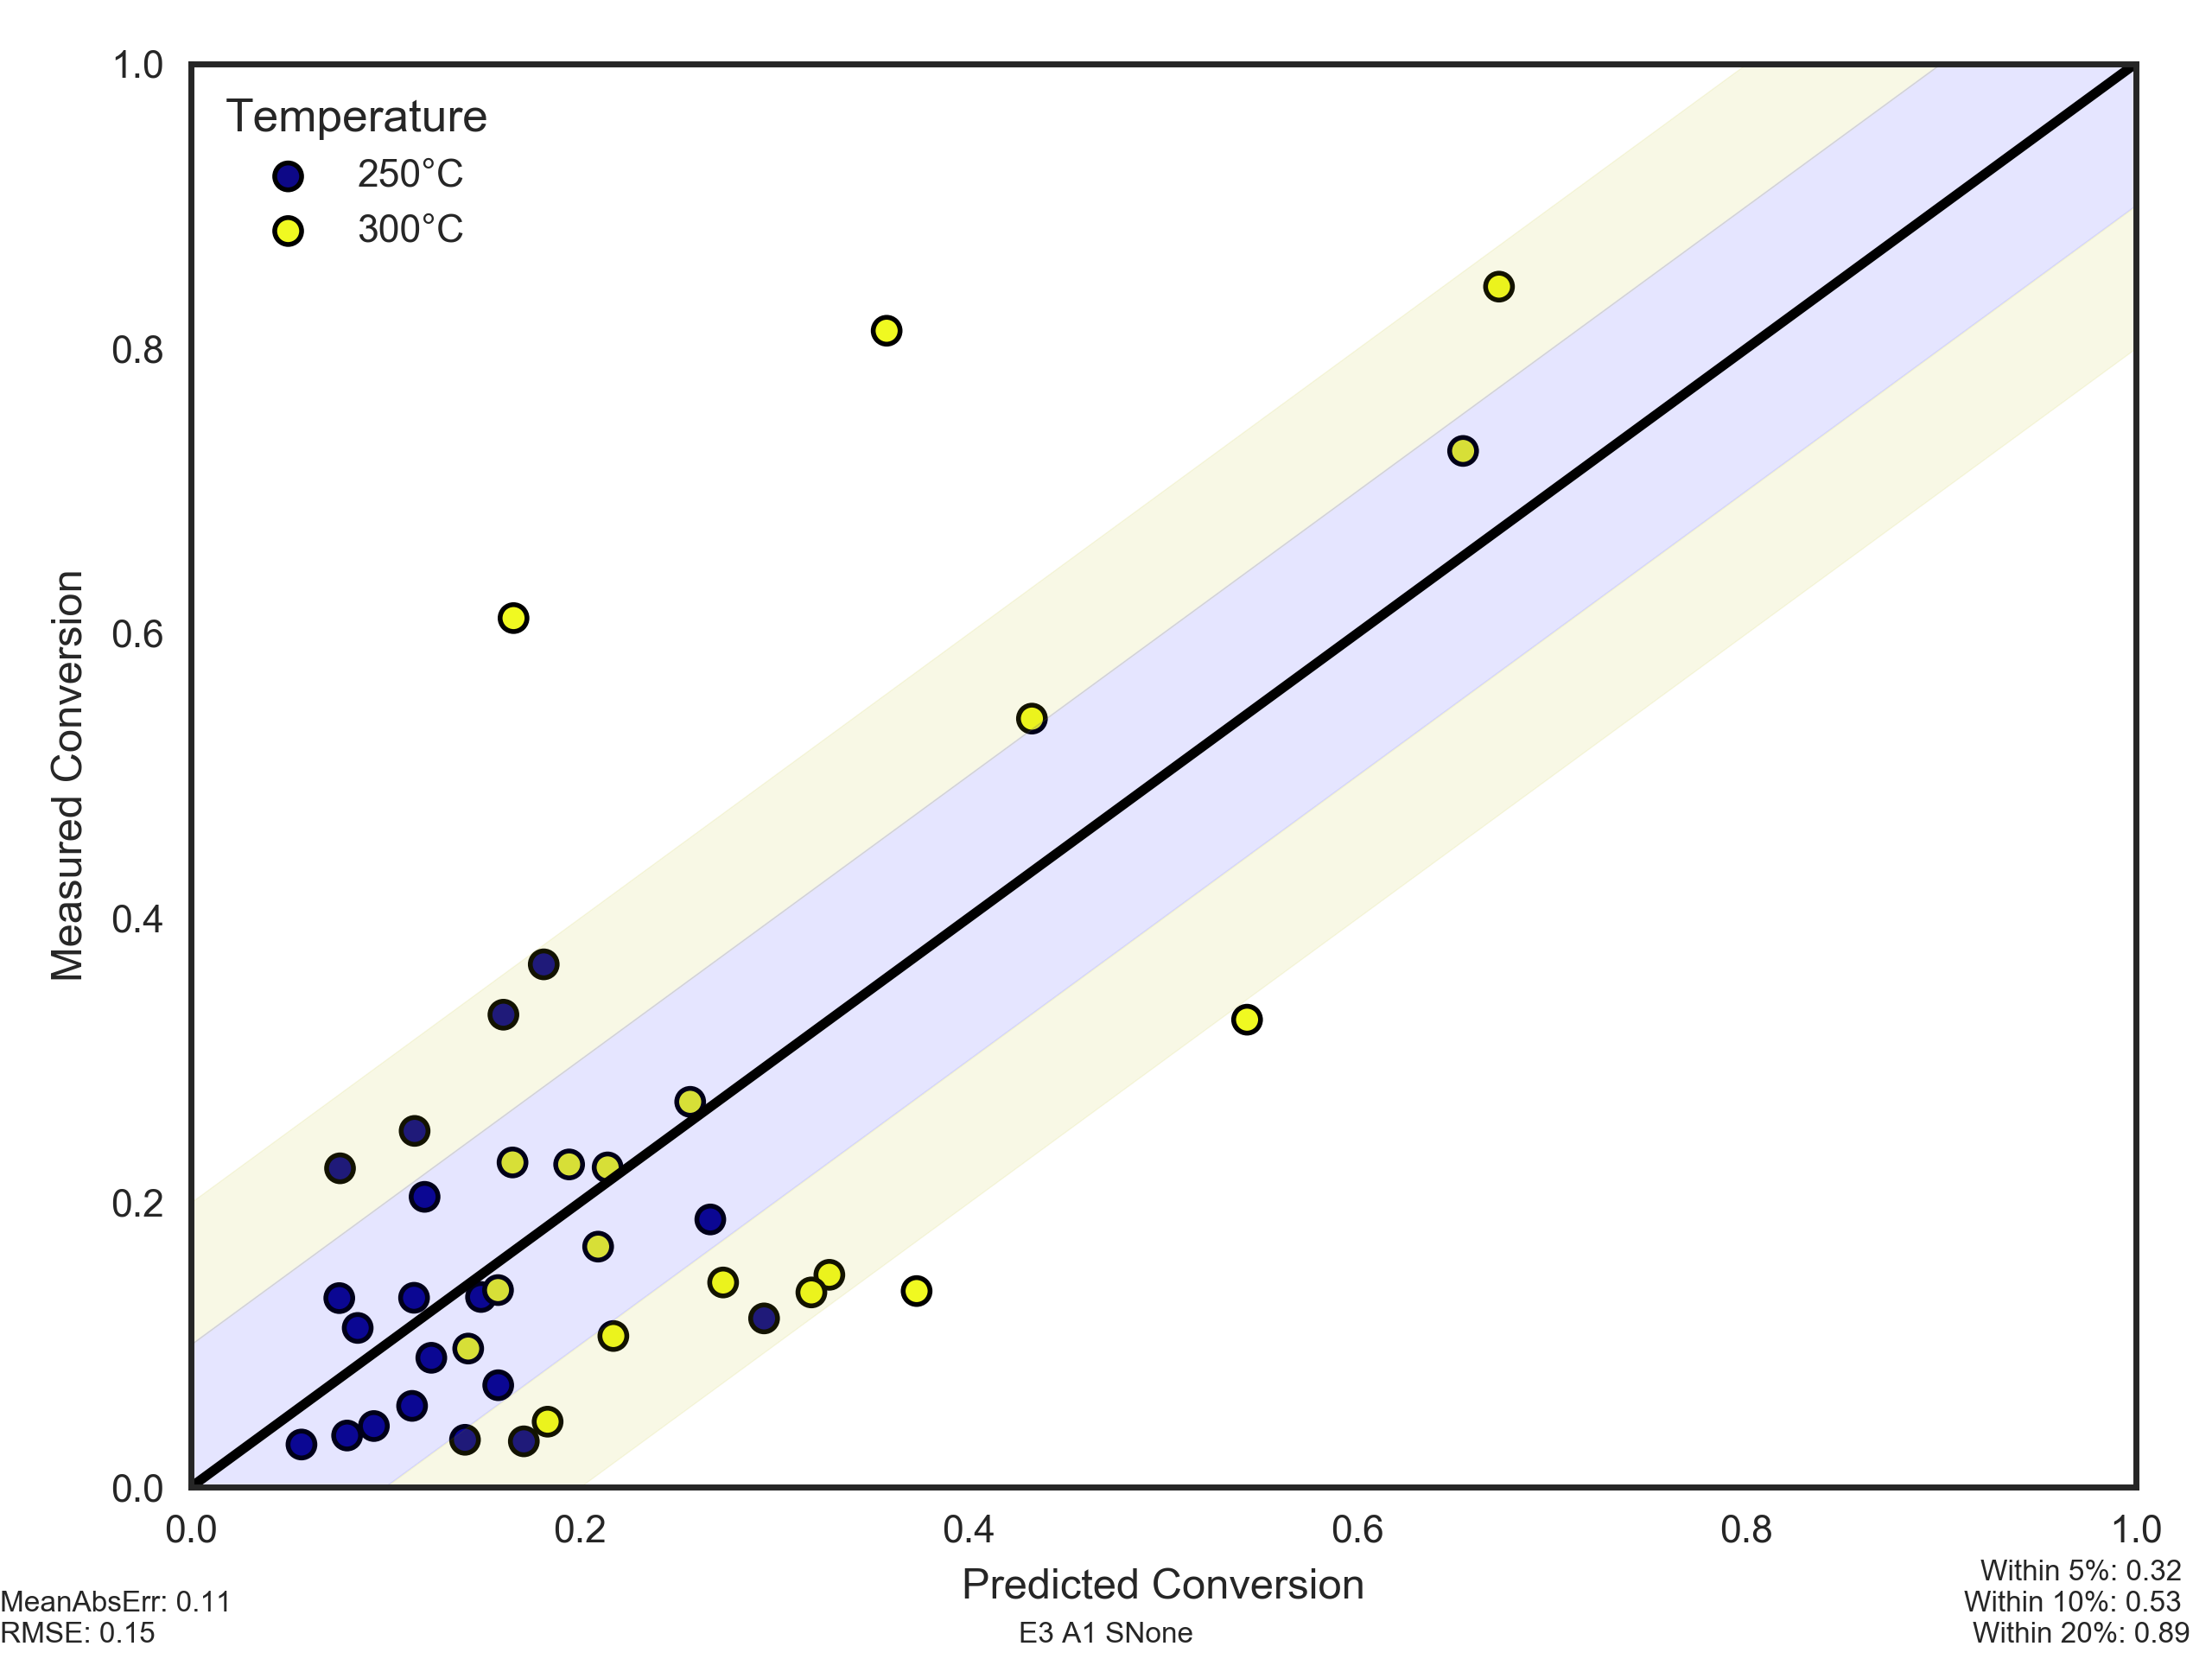 1.0
0.8
0.6
0.4
0.2
0.0
Measured Conversion
Temperature
250°C
300°C
0.0 0.2 0.4 0.6 0.8 1.0
Predicted Conversion
E3 A1 SNone
MeanAbsErr: 0.11
RMSE: 0.15
Within 5%: 0.32
Within 10%: 0.53
Within 20%: 0.89